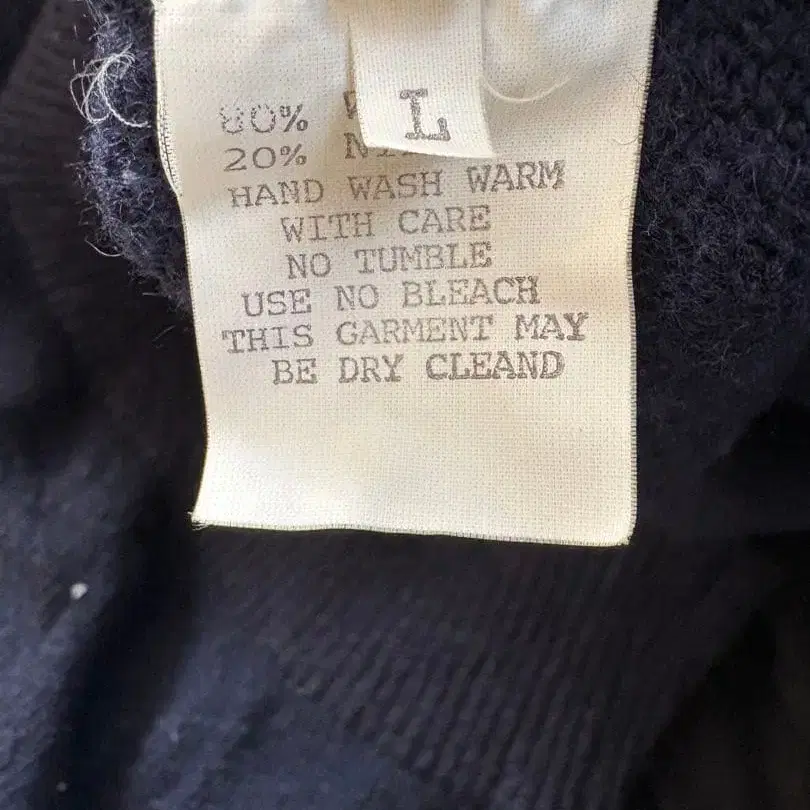 L
80%
20%
HAND WASH WARM
WITH CARE
NO TUMBLE
USE NO BLEACH
THIS GARMENT MAY
BE DRY CLEAND